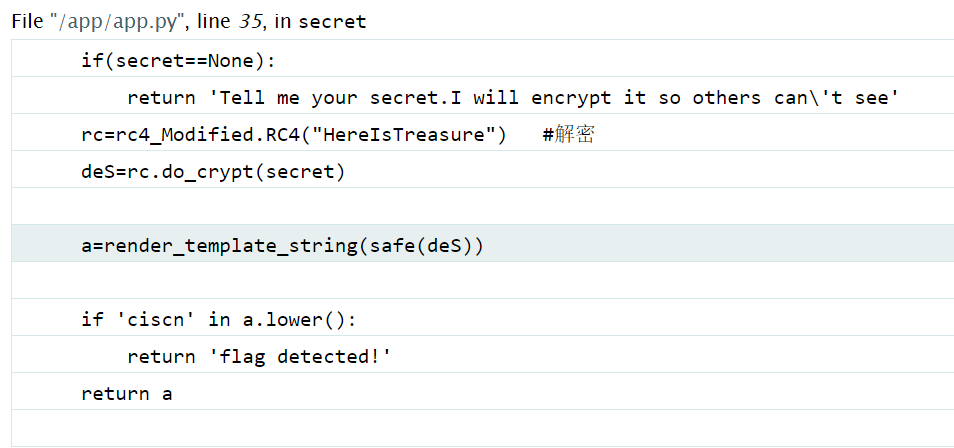 File "/app/app.py", line 35, in secret
if(secret==None):
return 'Tell me your secret.I will encrypt it so others can\'t see'
rc=rc4_Modified.RC4("HereIsTreasure")   #解密
deS=rc.do_crypt(secret)
a=render_template_string(safe(deS))
if 'ciscn' in a.lower():
return 'flag detected!'
return a